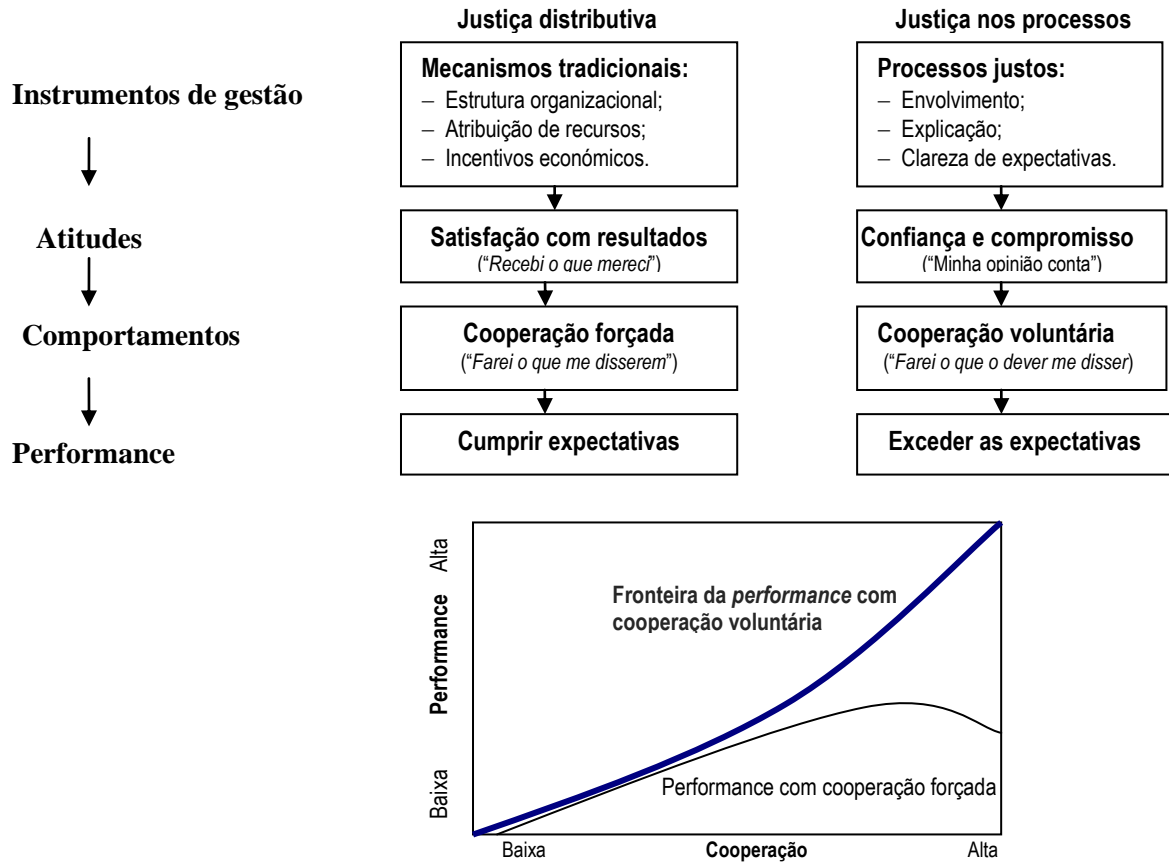 Justiça distributiva
Justiça nos processos
Instrumentos de gestão
Mecanismos tradicionais:
– Estrutura organizacional;
– Atribuição de recursos;
– Incentivos económicos.
Processos justos:
– Envolvimento;
– Explicação;
– Clareza de expectativas.
Atitudes
Satisfação com resultados
(“Recebi o que mereci”)
Confiança e compromisso
(“Minha opinião conta”)
Comportamentos
Cooperação forçada
(“Farei o que me disserem”)
Cooperação voluntária
(“Farei o que o dever me disser)
Performance
Cumprir expectativas
Exceder as expectativas
Alta
Performance
Baixa
Fronteira da performance com
cooperação voluntária
Performance com cooperação forçada
Baixa
Cooperação
Alta